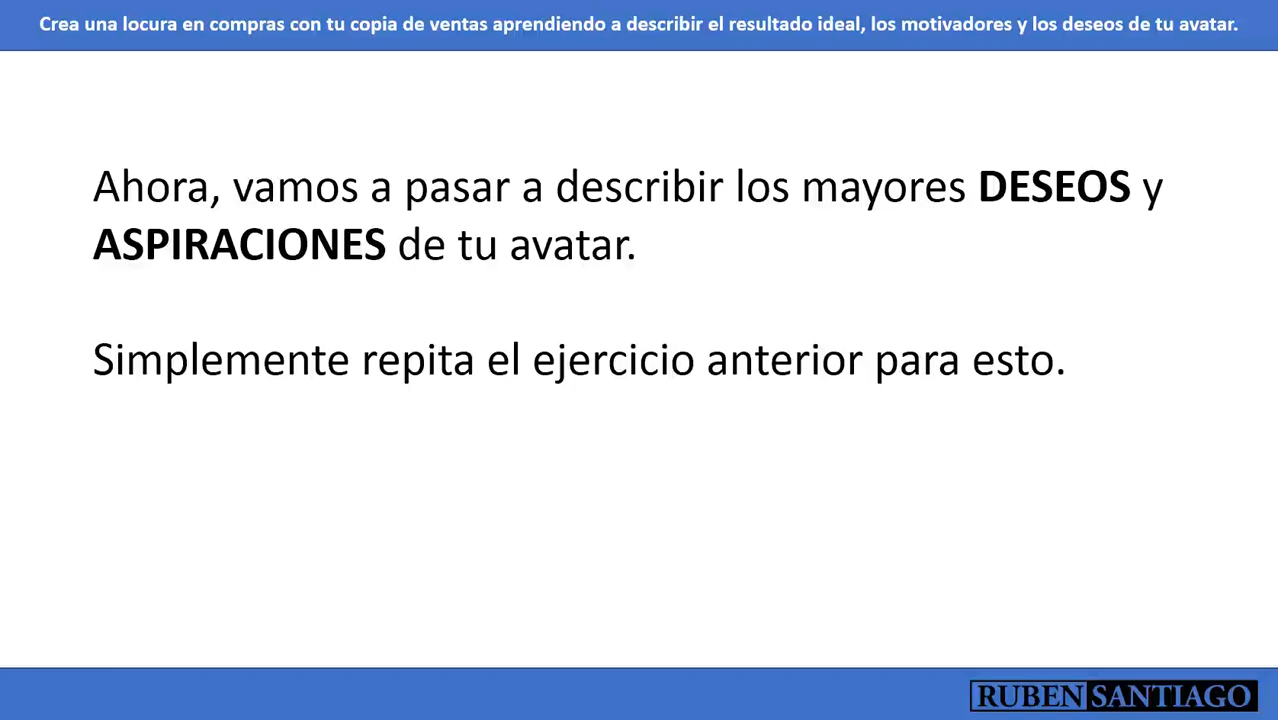 Crea una locura en compras con tu copia de ventas aprendiendo a describir el resultado ideal, los motivadores y los deseos de tu avatar.
Ahora, vamos a pasar a describir los mayores DESEOS y
ASPIRACIONES de tu avatar.
Simplemente repita el ejercicio anterior para esto.
RUBEN SANTIAGO